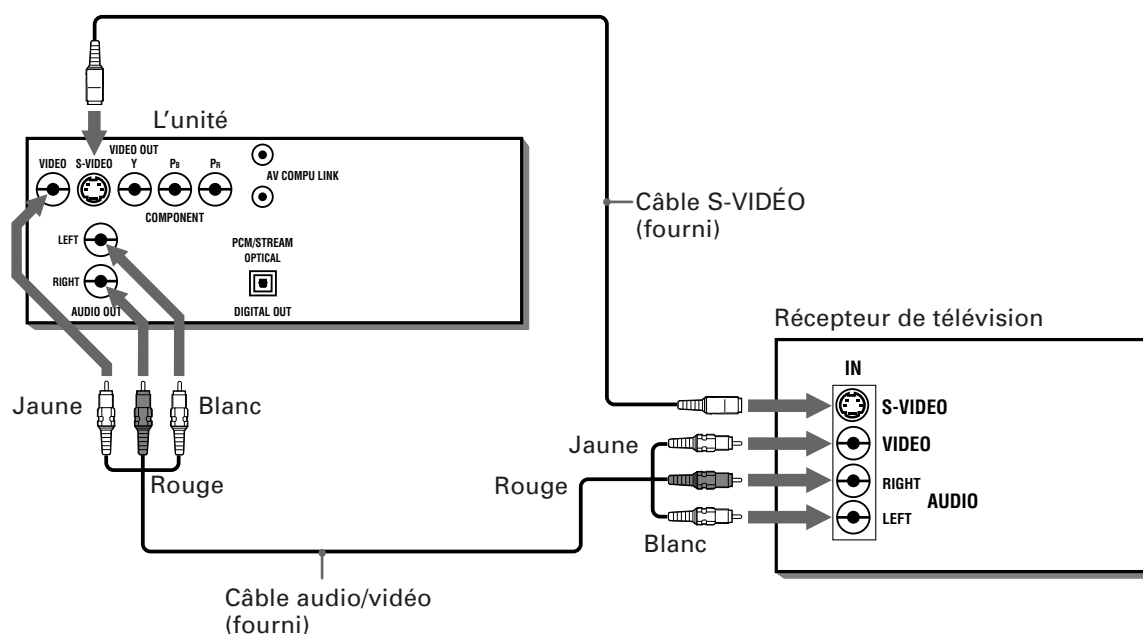 L'unité
VIDEO OUT
VIDEO S-VIDEO Y PB PR
AV COMPU LINK
COMPONENT
LEFT
RIGHT
AUDIO OUT
PCM/STREAM
OPTICAL
DIGITAL OUT
Câble S-VIDÉO
(fourni)
Récepteur de télévision
IN
S-VIDEO
VIDEO
RIGHT
AUDIO
LEFT
Jaune
Blanc
Rouge
Jaune
Rouge
Blanc
Câble audio/vidéo
(fourni)